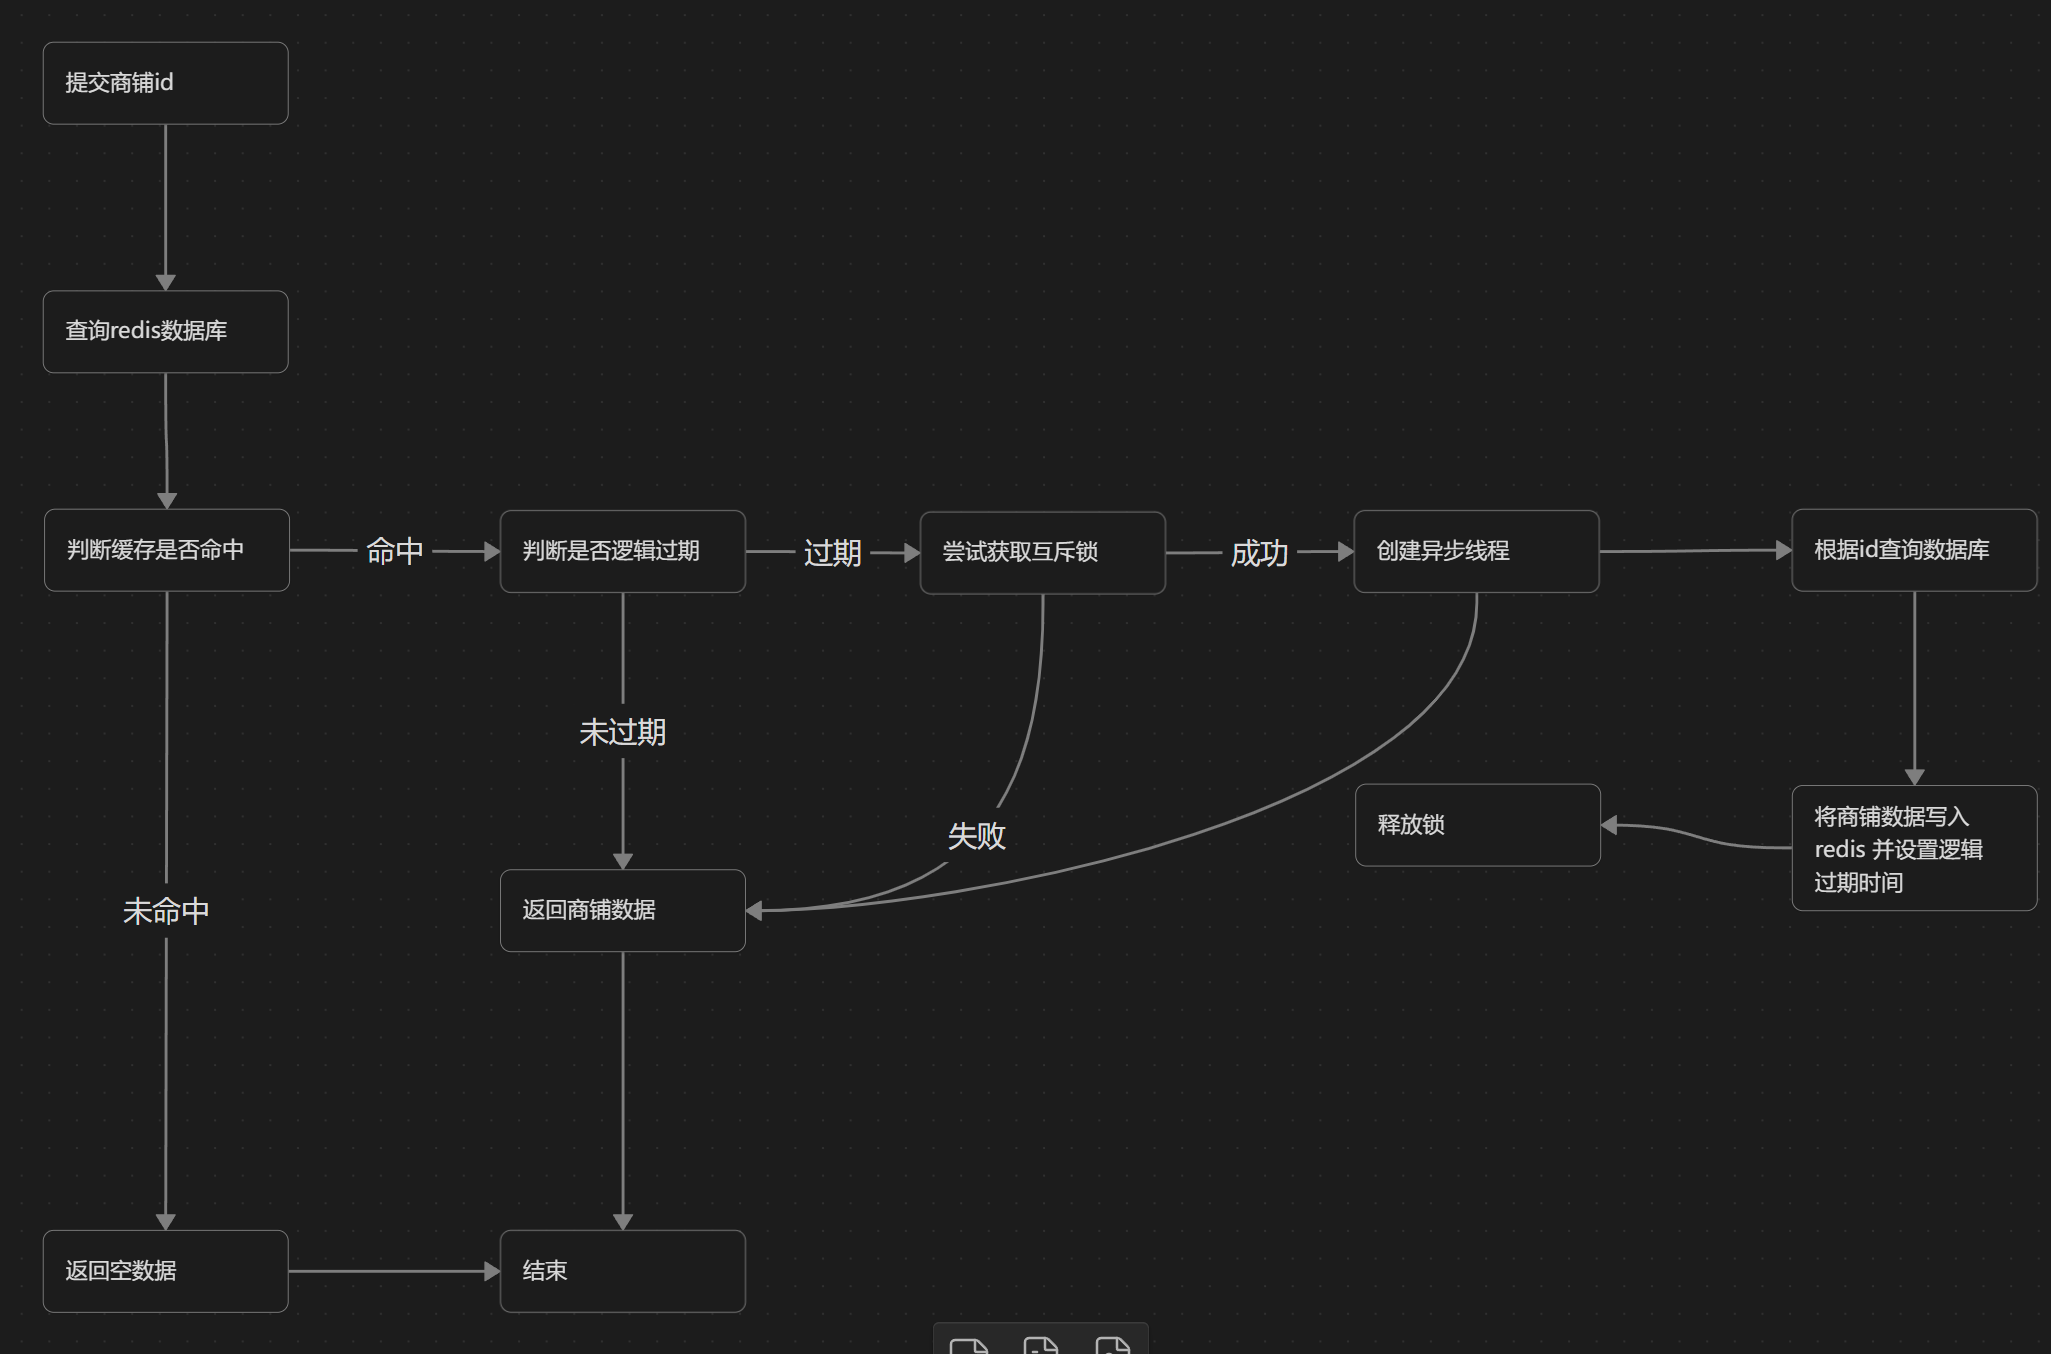 提交商铺id
查询redis数据库
判断缓存是否命中
命中
判断是否逻辑过期
过期
尝试获取互斥锁
成功
创建异步线程
根据id查询数据库
未过期
失败
释放锁
将商铺数据写入
redis 并设置逻辑
过期时间
未命中
返回商铺数据
返回空数据
结束